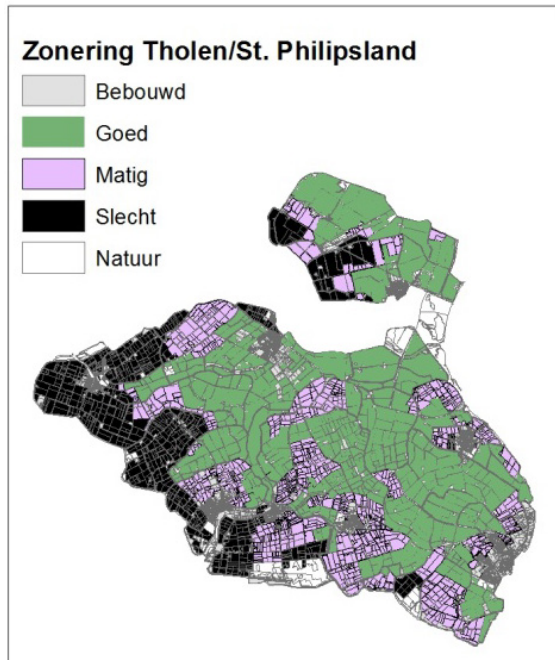 Zonering Tholen/St. Philipsland
Bebouwd
Goed
Matig
Slecht
Natuur